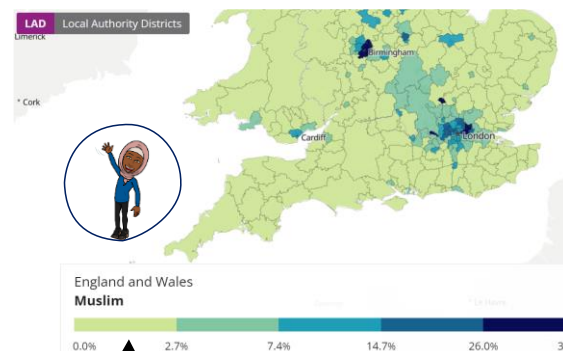 LAD Local Authority Districts
Limerick
Birmingham
Cork
Cardiff
London
England and Wales
Muslim
0.0% 2.7% 7.4% 14.7% 26.0%